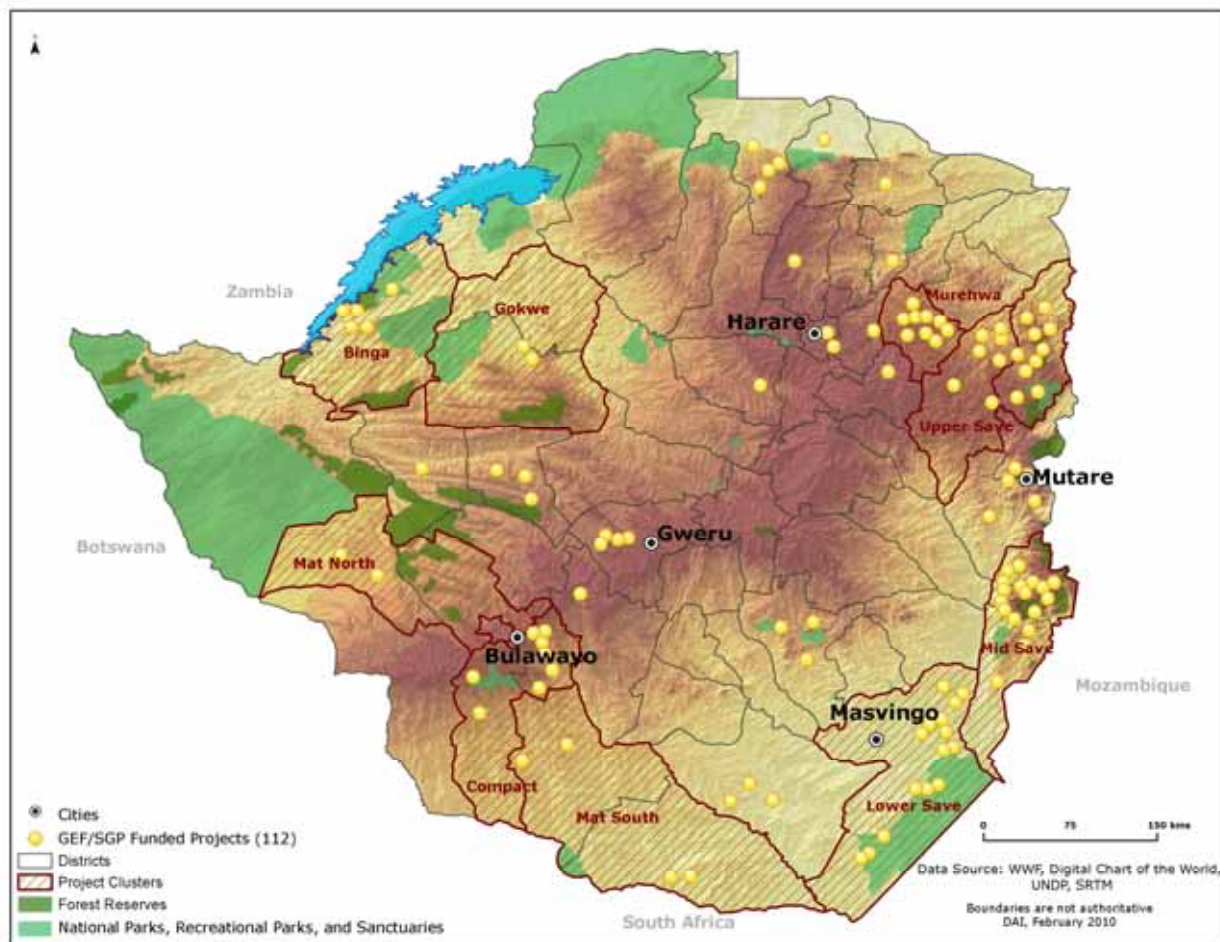 Zambia
Murehwa
Gokwe
Harare
Binga
Upper Save
Mutare
Gweru
Botswana
Mat North
Bulawayo
Mid Save
Mozambique
Masvingo
Compact
Lower Save
Mat South
South Africa
Cities
GEF/SGP Funded Projects (112)
Districts
Project Clusters
Forest Reserves
National Parks, Recreational Parks, and Sanctuaries
0 75 150 kms
Data Source: WWF, Digital Chart of the World,
UNDP, SRTM
Boundaries are not authoritative
DAI, February 2010